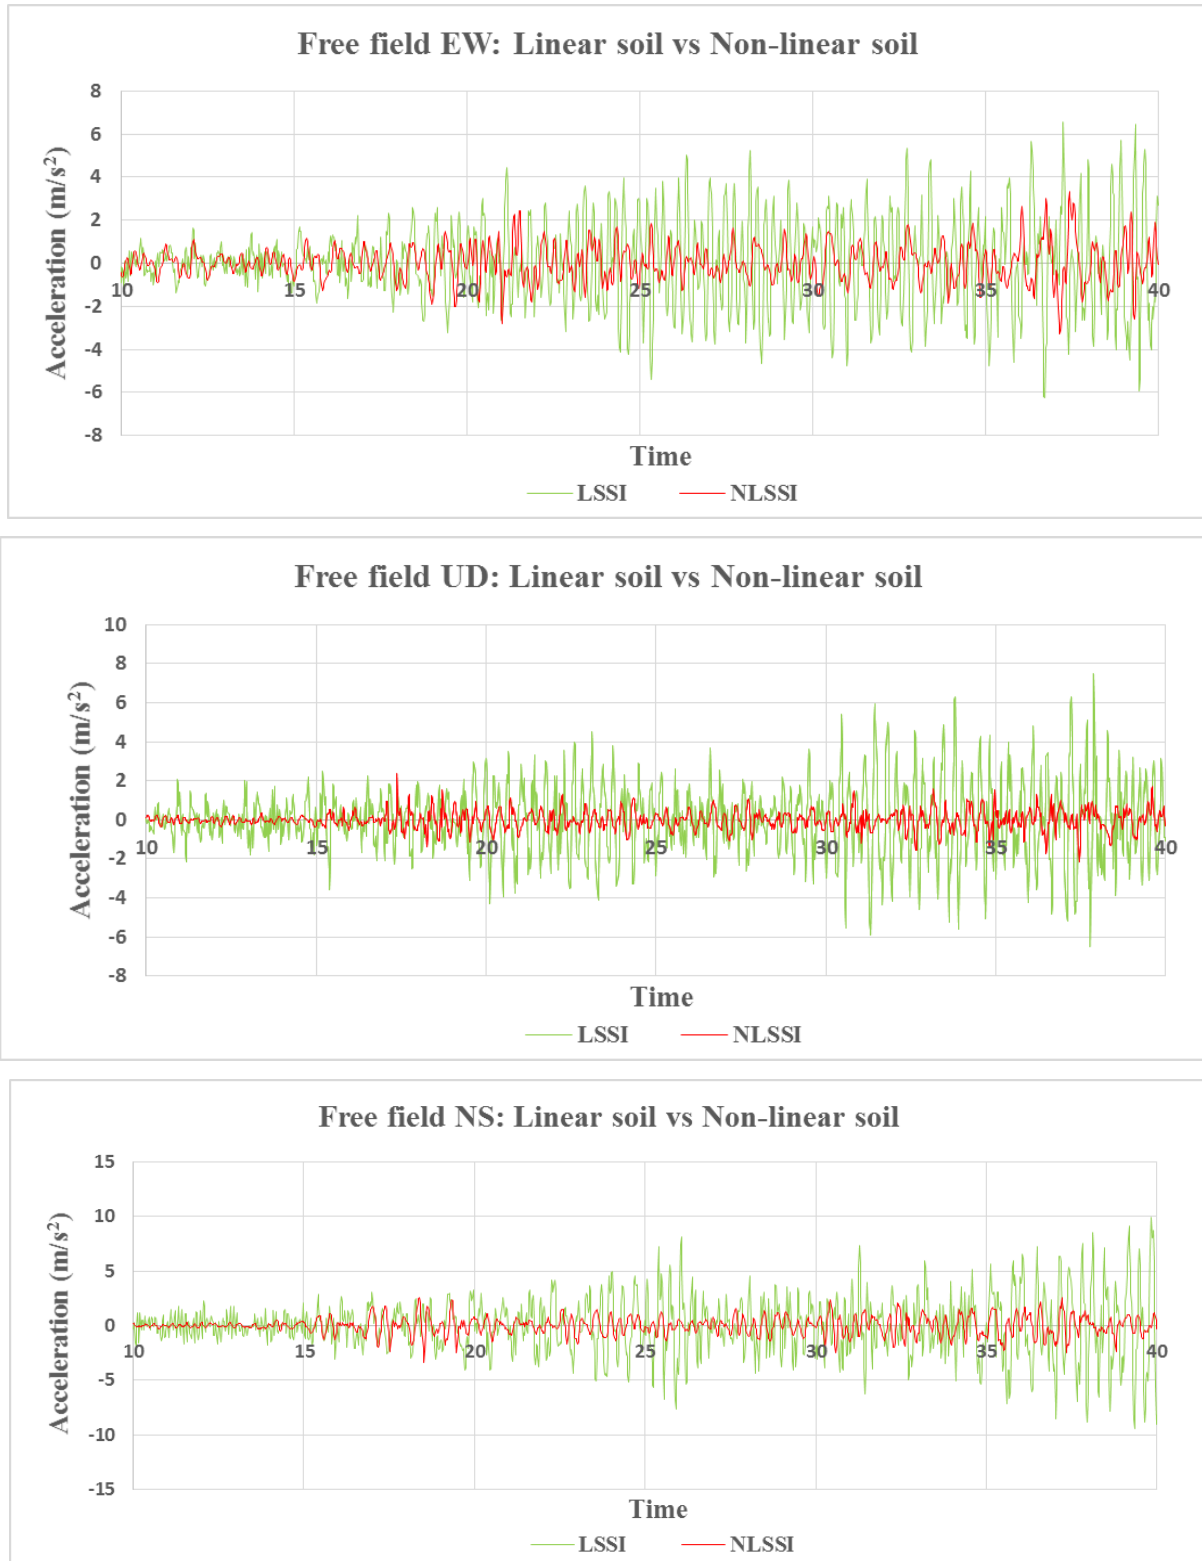 Free field EW: Linear soil vs Non-linear soil
Acceleration (m/s²)
8
6
4
2
0
-2
-4
-6
-8
10 15 20 25 30 35 40
Time
LSSI NLSSI
Free field UD: Linear soil vs Non-linear soil
Acceleration (m/s²)
10
8
6
4
2
0
-2
-4
-6
-8
10 15 20 25 30 35 40
Time
LSSI NLSSI
Free field NS: Linear soil vs Non-linear soil
Acceleration (m/s²)
15
10
5
0
-5
-10
-15
10 15 20 25 30 35 40
Time
LSSI NLSSI